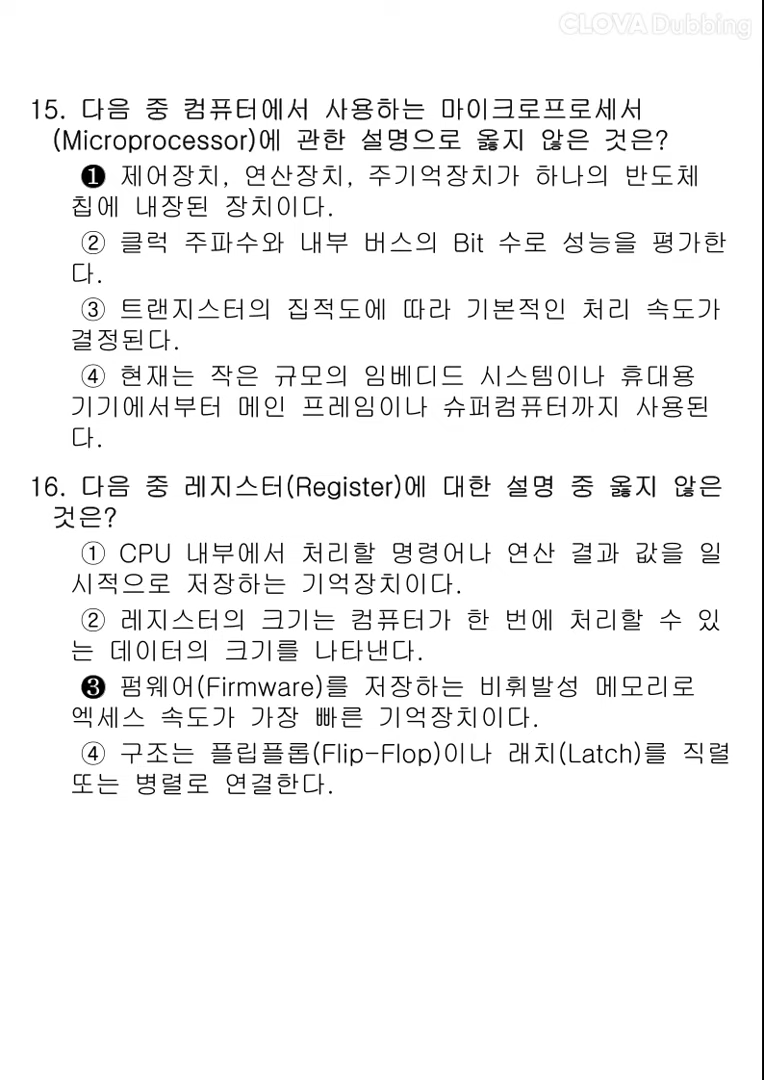 CLOVA Dubbing
15. 다음 중 컴퓨터에서 사용하는 마이크로프로세서
(Microprocessor)에 관한 설명으로 옳지 않은 것은?
❶ 제어장치, 연산장치, 주기억장치가 하나의 반도체
칩에 내장된 장치이다.
② 클럭 주파수와 내부 버스의 Bit 수로 성능을 평가한
다.
③ 트랜지스터의 집적도에 따라 기본적인 처리 속도가
결정된다.
④ 현재는 작은 규모의 임베디드 시스템이나 휴대용
기기에서부터 메인 프레임이나 슈퍼컴퓨터까지 사용된
다.
16. 다음 중 레지스터(Register)에 대한 설명 중 옳지 않은
것은?
① CPU 내부에서 처리할 명령어나 연산 결과 값을 일
시적으로 저장하는 기억장치이다.
② 레지스터의 크기는 컴퓨터가 한 번에 처리할 수 있
는 데이터의 크기를 나타낸다.
❸ 펌웨어(Firmware)를 저장하는 비휘발성 메모리로
엑세스 속도가 가장 빠른 기억장치이다.
④ 구조는 플립플롭(Flip-Flop)이나 래치(Latch)를 직렬
또는 병렬로 연결한다.